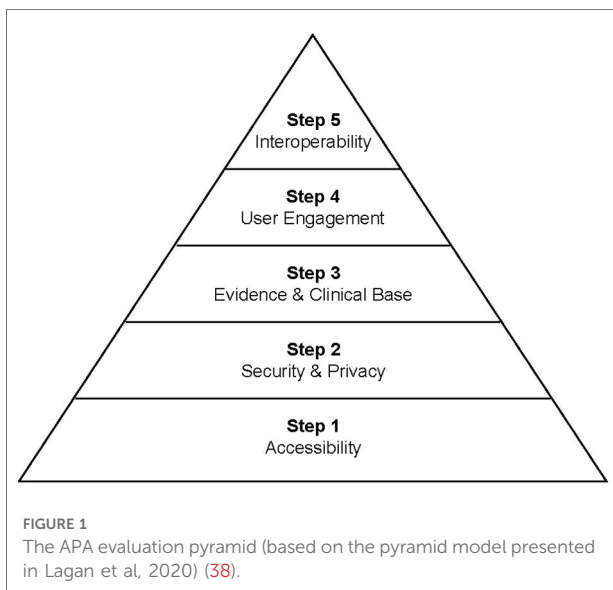 Step 5
Interoperability
Step 4
User Engagement
Step 3
Evidence & Clinical Base
Step 2
Security & Privacy
Step 1
Accessibility
FIGURE 1
The APA evaluation pyramid (based on the pyramid model presented
in Lagan et al, 2020) (38).